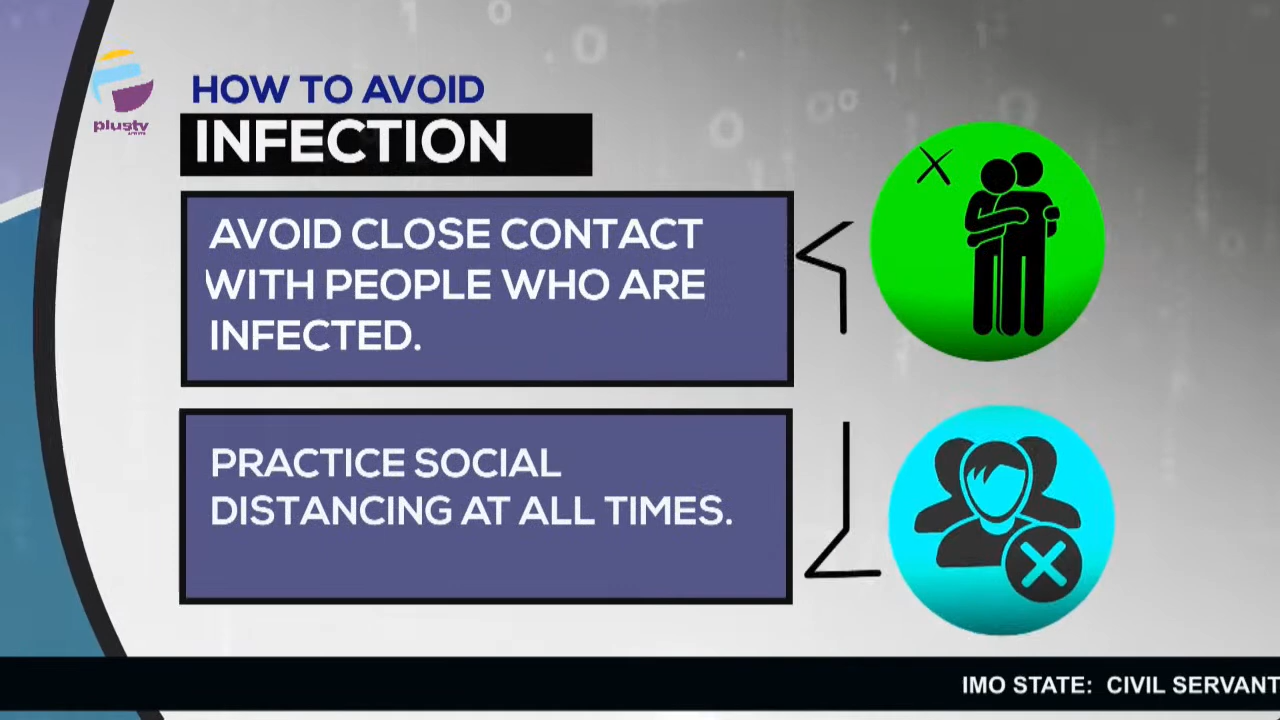 plustv
HOW TO AVOID
INFECTION
AVOID CLOSE CONTACT
WITH PEOPLE WHO ARE
INFECTED.
PRACTICE SOCIAL
DISTANCING AT ALL TIMES.
IMO STATE: CIVIL SERVANT